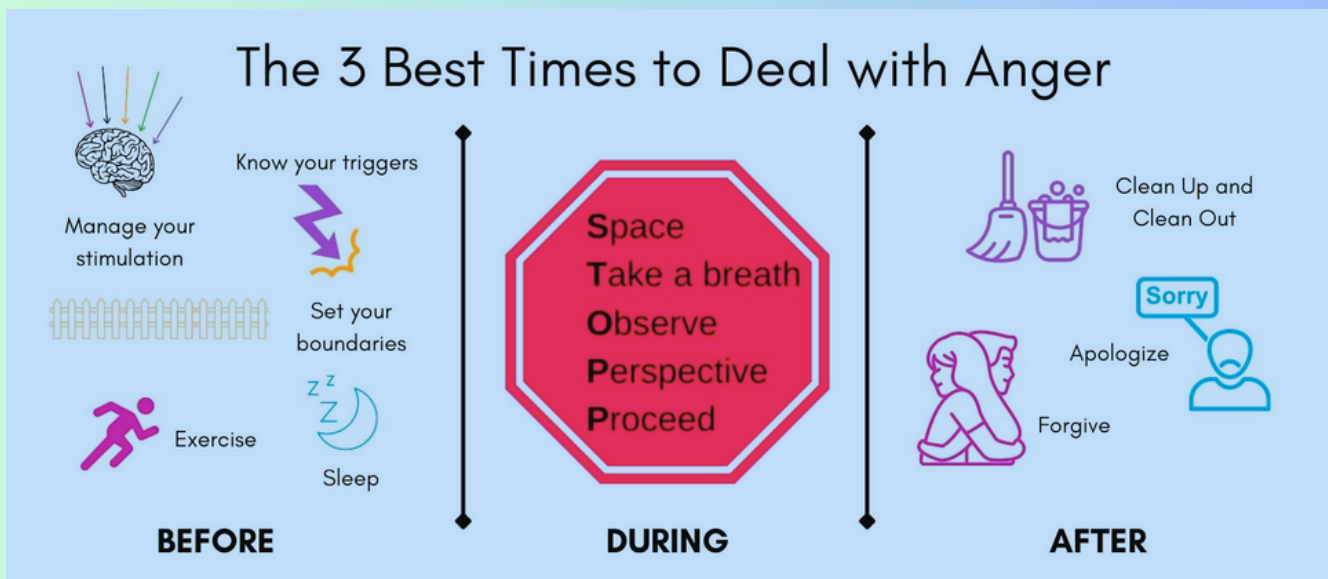 The 3 Best Times to Deal with Anger
Know your triggers
Manage your
stimulation
Set your
boundaries
Exercise
Z z
Z
Sleep
BEFORE
Space
Take a breath
Observe
Perspective
Proceed
DURING
Clean Up and
Clean Out
Sorry
Apologize
Forgive
AFTER